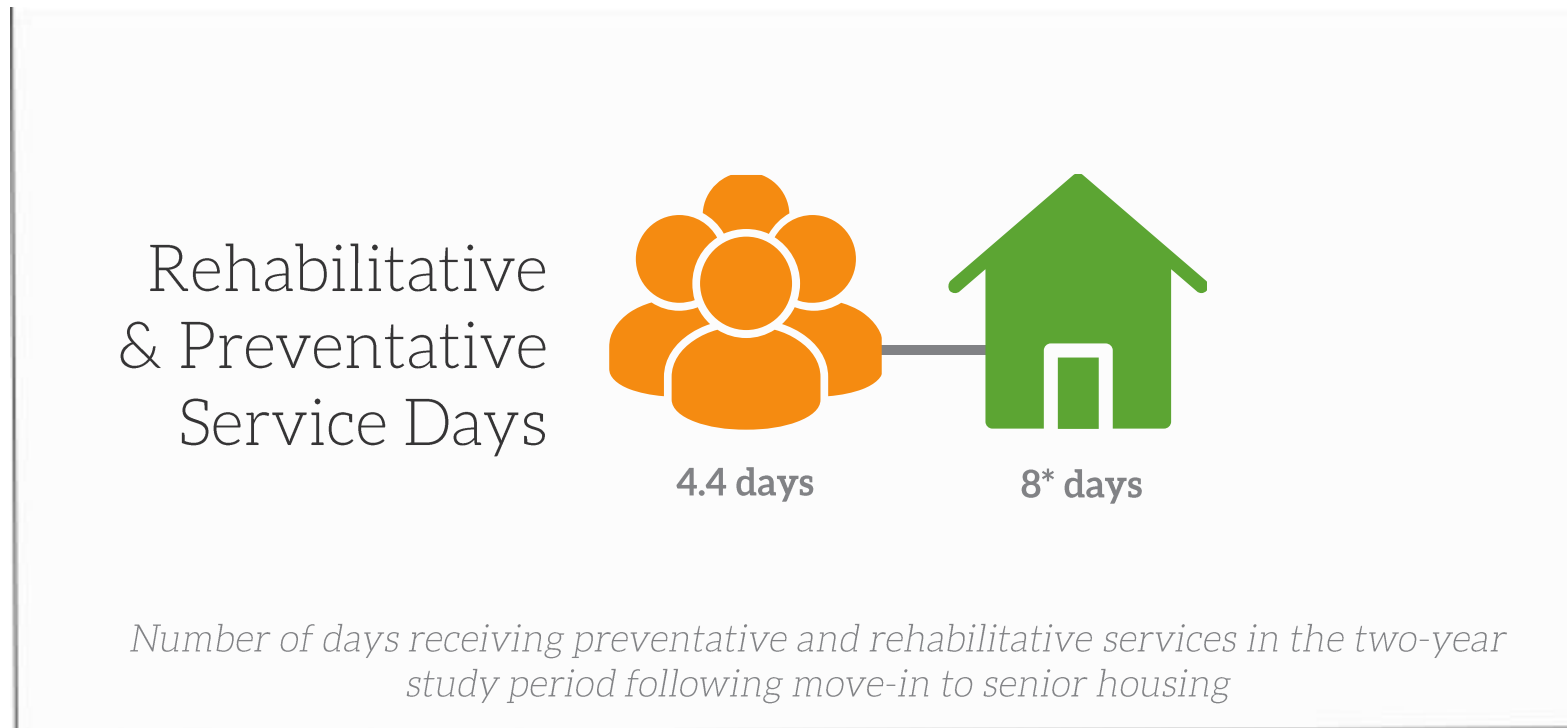 Rehabilitative
& Preventative
Service Days
4.4 days
8* days
Number of days receiving preventative and rehabilitative services in the two-year
study period following move-in to senior housing